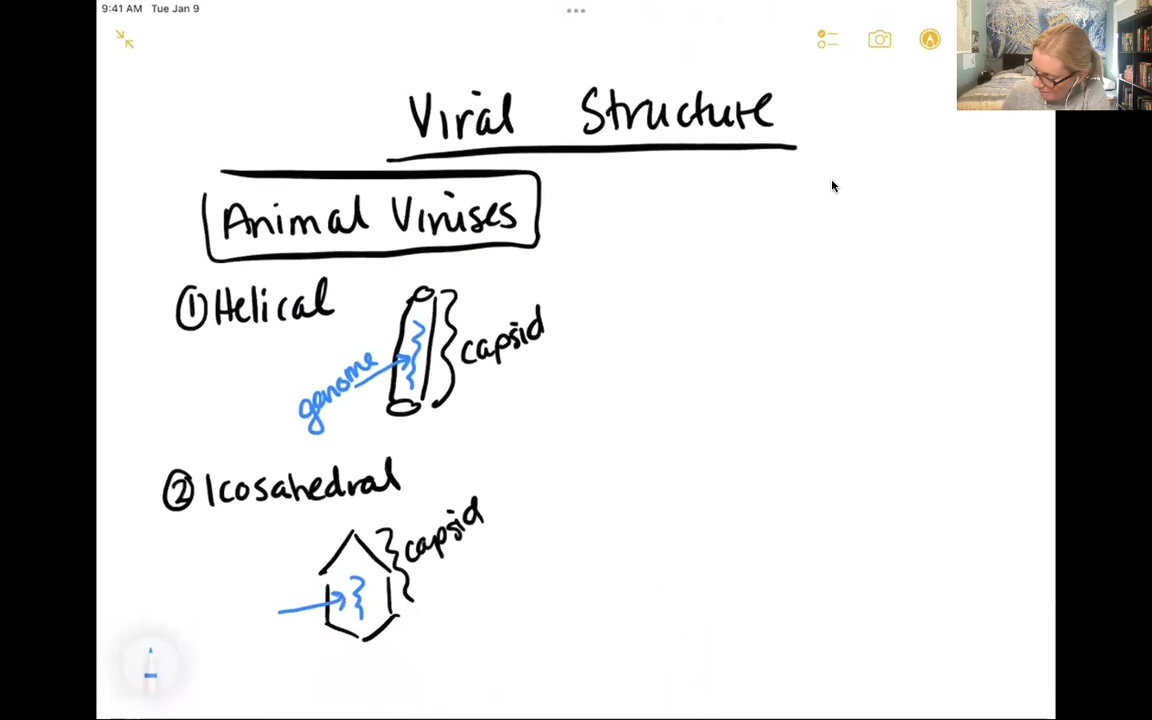 9:41 AM Tue Jan 9
Viral Structure
Animal Viruses
① Helical
capsid
genome
② Icosahedral
capsid